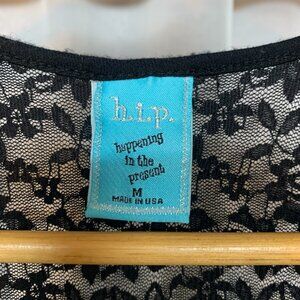 h.i.p.
happening
in the
present
M
MADE IN USA